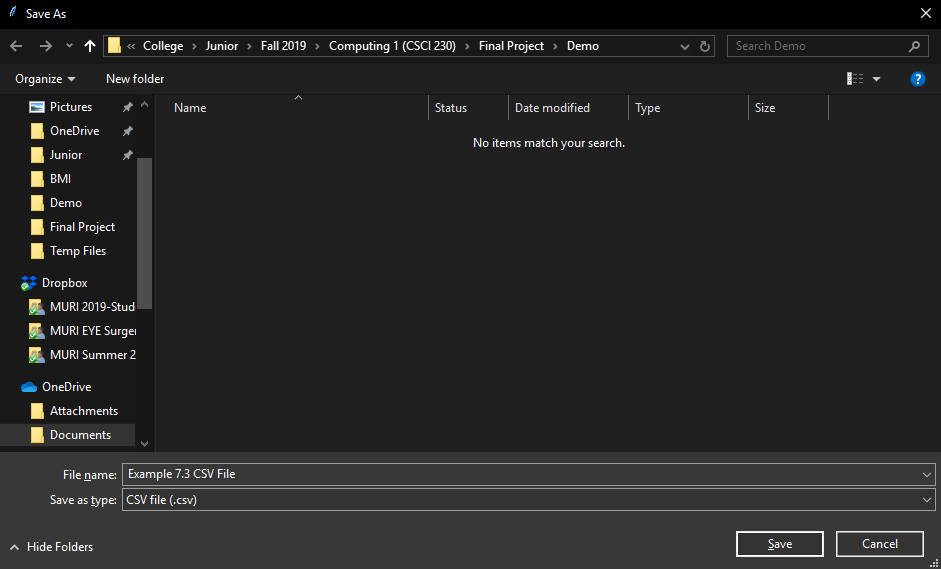 Save As
« College › Junior › Fall 2019 › Computing 1 (CSCI 230) › Final Project › Demo
Search Demo
Organize
New folder
?
Pictures
OneDrive
Junior
BMI
Demo
Final Project
Temp Files
Dropbox
MURI 2019-Stud
MURI EYE Surger
MURI Summer 2
OneDrive
Attachments
Documents
Name Status Date modified Type Size
No items match your search.
File name: Example 7.3 CSV File
Save as type: CSV file (.csv)
Hide Folders
Save
Cancel